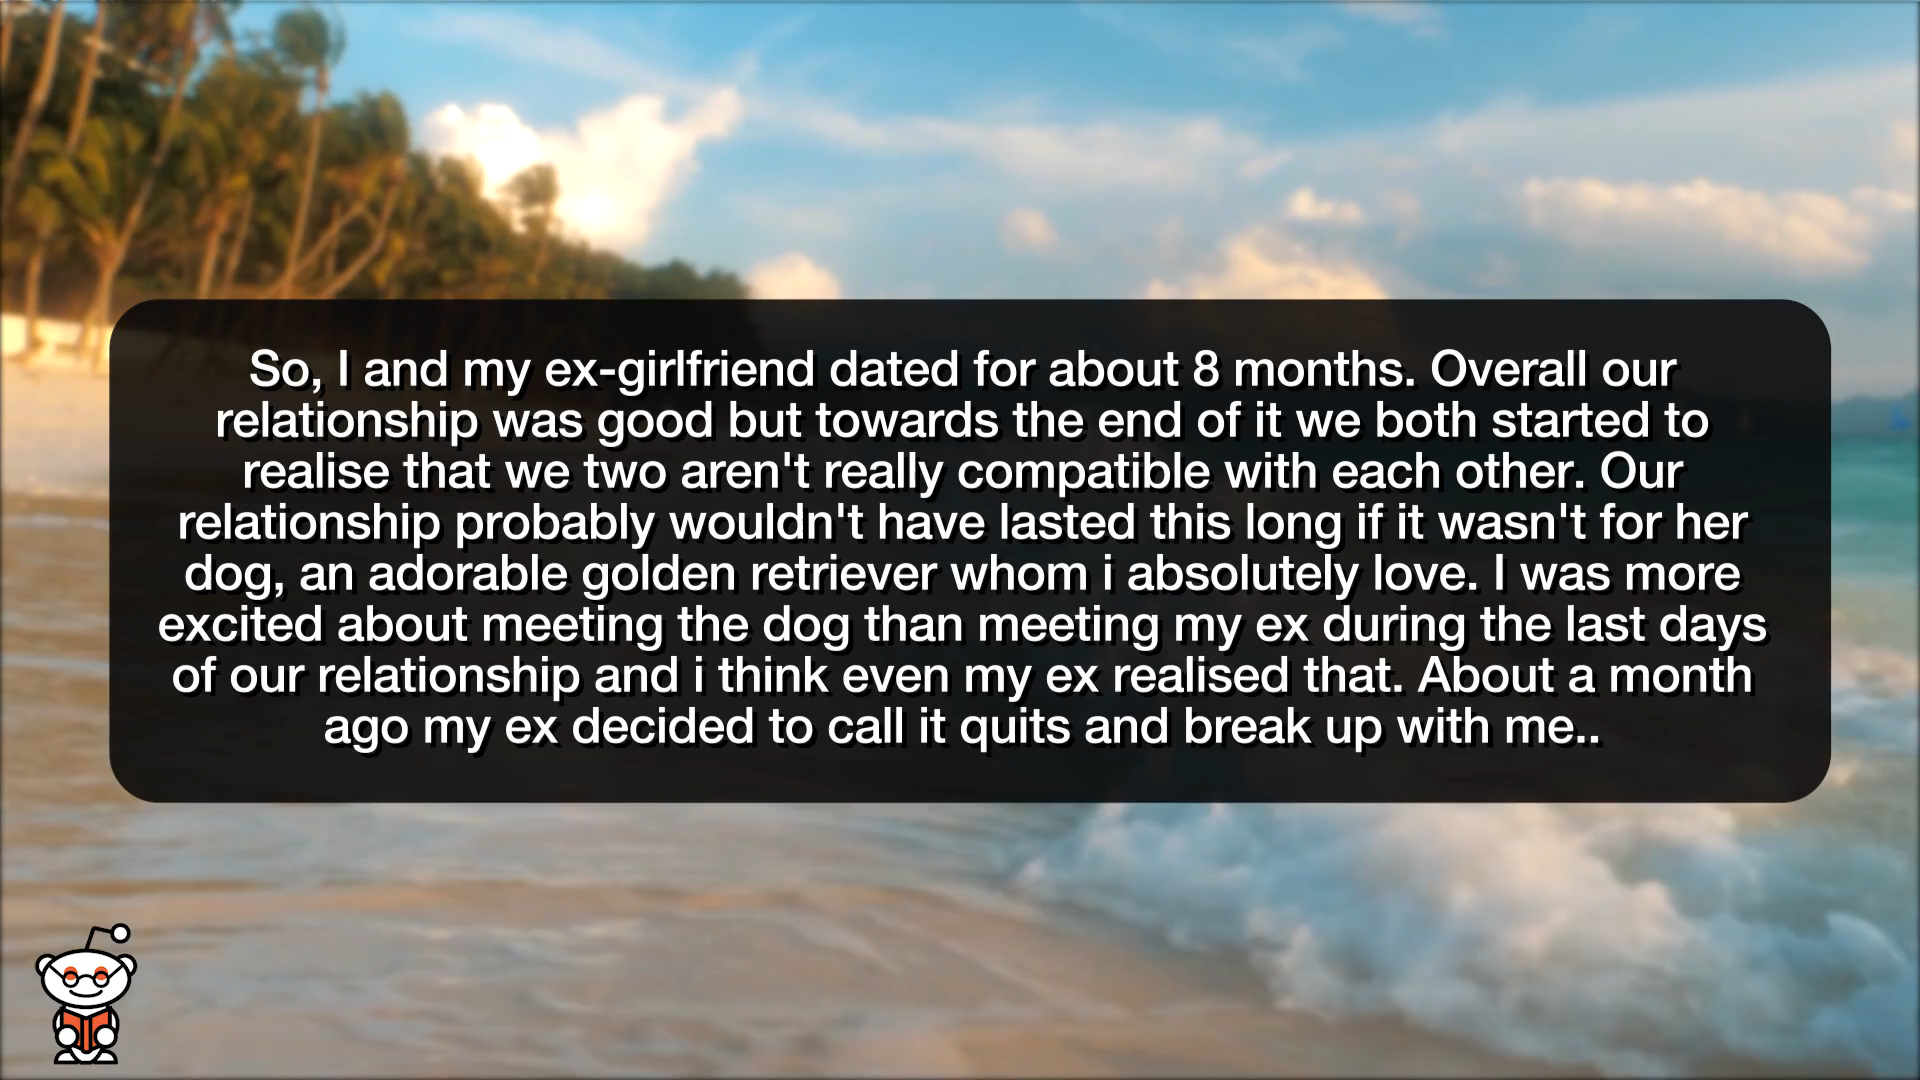 So, I and my ex-girlfriend dated for about 8 months. Overall our
relationship was good but towards the end of it we both started to
realise that we two aren't really compatible with each other. Our
relationship probably wouldn't have lasted this long if it wasn't for her
dog, an adorable golden retriever whom i absolutely love. I was more
excited about meeting the dog than meeting my ex during the last days
of our relationship and i think even my ex realised that. About a month
ago my ex decided to call it quits and break up with me..